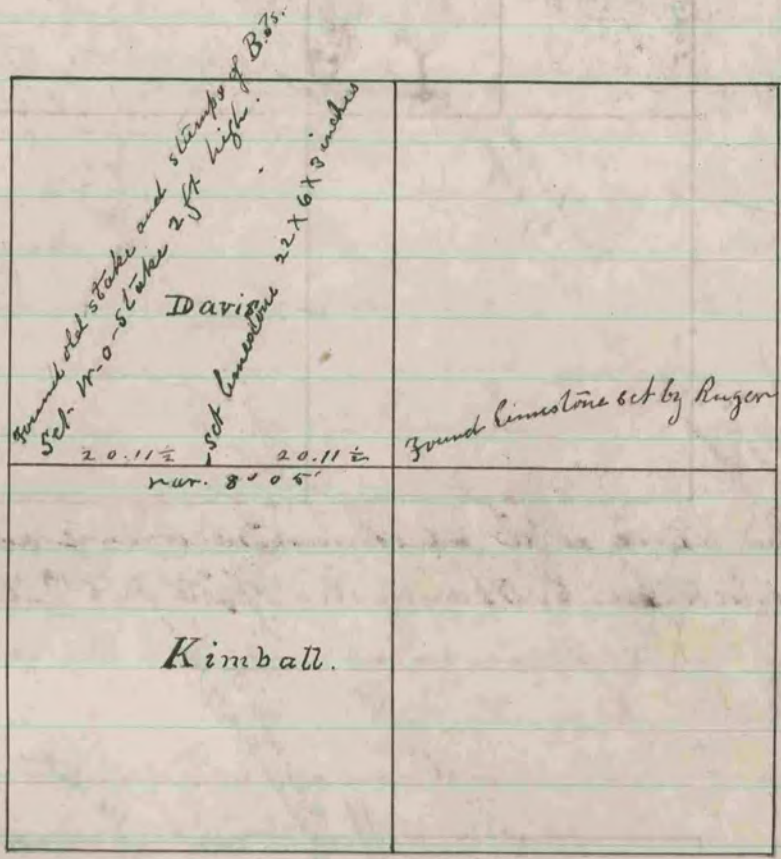 Found old stake and stumps of B.Ts.
Set W-O-Stake 2 ft high.
Davis
Set limestone 22 X 6 X 3 inches
Found limestone set by Ruger
20.11½ 20.11½
var. 8° 05'
Kimball.